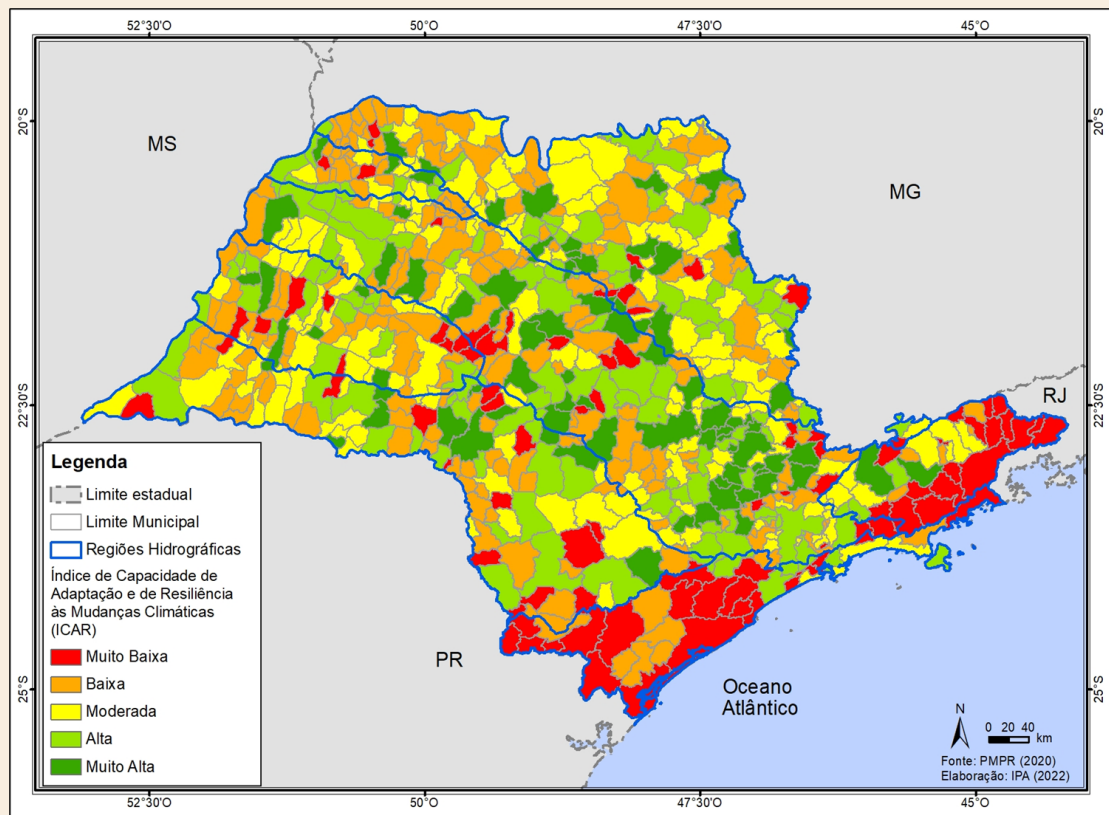 52°30'O 50°O 47°30'O 45°O
20°S 20°S
MS
MG
22°30'S 22°30'S
RJ
Legenda
Limite estadual
Limite Municipal
Regiões Hidrográficas
Índice de Capacidade de
Adaptação e de Resiliência
às Mudanças Climáticas
(ICAR)
Muito Baixa
Baixa
Moderada
Alta
Muito Alta
PR
25°S 25°S
Oceano
Atlântico
N
0 20 40
km
Fonte: PMPR (2020)
Elaboração: IPA (2022)
52°30'O 50°O 47°30'O 45°O